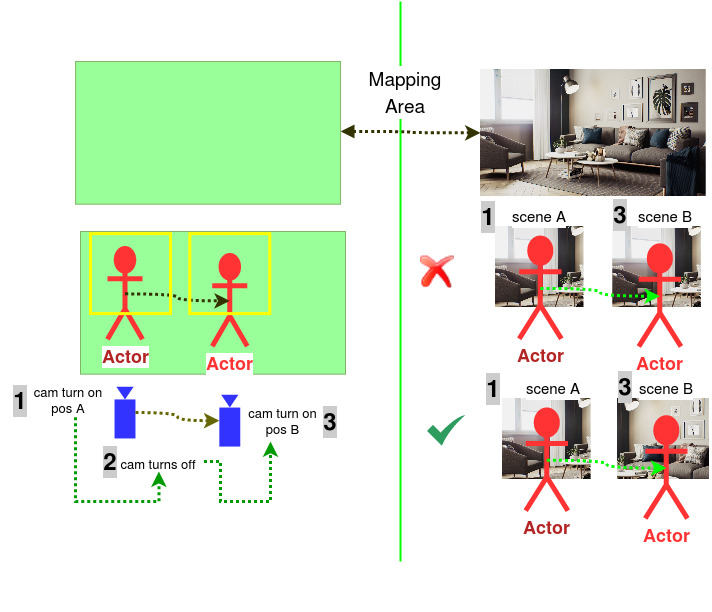 Mapping
Area
1
scene A
3
scene B
Actor
Actor
Actor
Actor
1
cam turn on
pos A
cam turn on
pos B
3
2
cam turns off
1
scene A
3
scene B
Actor
Actor